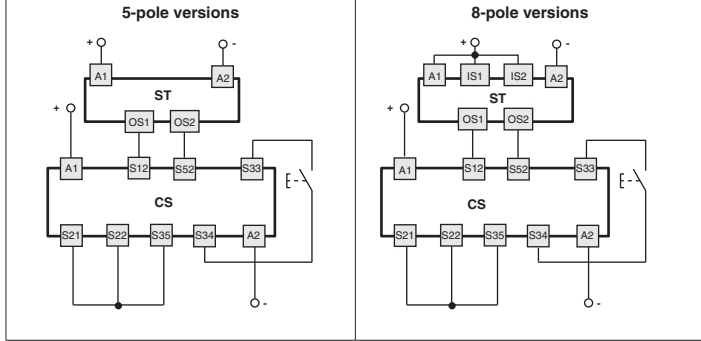 5-pole versions
+ -
A1 A2
ST
OS1 OS2
+
A1 S12 S52 S33
CS
S21 S22 S35 S34 A2
-
8-pole versions
+ -
A1 IS1 IS2 A2
ST
OS1 OS2
+
A1 S12 S52 S33
CS
S21 S22 S35 S34 A2
-